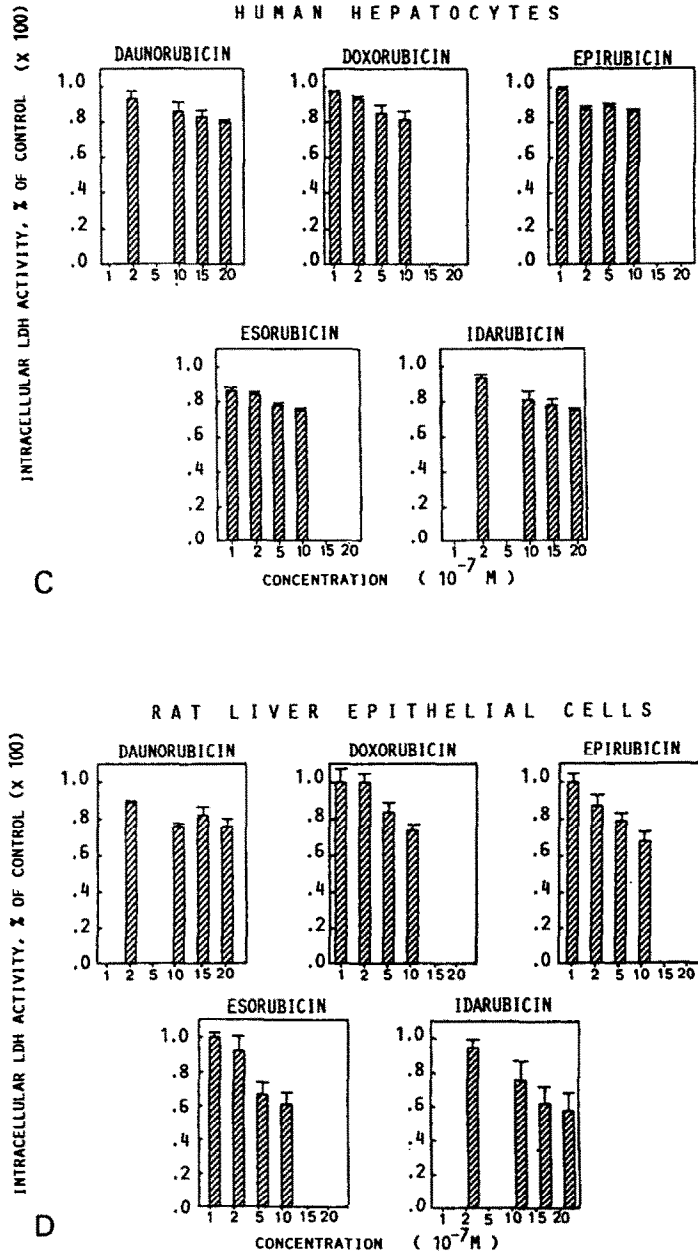 HUMAN HEPATOCYTES
INTRACELLULAR LDH ACTIVITY, % OF CONTROL (x 100)
DAUNORUBICIN
1.0
.8
.6
.4
.2
.0
1 2 5 10 15 20
DOXORUBICIN
1.0
.8
.6
.4
.2
.0
1 2 5 10 15 20
EPIRUBICIN
1.0
.8
.6
.4
.2
.0
1 2 5 10 15 20
ESORUBICIN
1.0
.8
.6
.4
.2
.0
1 2 5 10 15 20
IDARUBICIN
1.0
.8
.6
.4
.2
.0
1 2 5 10 15 20
C
CONCENTRATION ( 10-7 M )
RAT LIVER EPITHELIAL CELLS
INTRACELLULAR LDH ACTIVITY, % OF CONTROL (x 100)
DAUNORUBICIN
1.0
.8
.6
.4
.2
.0
1 2 5 10 15 20
DOXORUBICIN
1.0
.8
.6
.4
.2
.0
1 2 5 10 15 20
EPIRUBICIN
1.0
.8
.6
.4
.2
.0
1 2 5 10 15 20
ESORUBICIN
1.0
.8
.6
.4
.2
.0
1 2 5 10 15 20
IDARUBICIN
1.0
.8
.6
.4
.2
.0
1 2 5 10 15 20
D
CONCENTRATION ( 10-7 M )